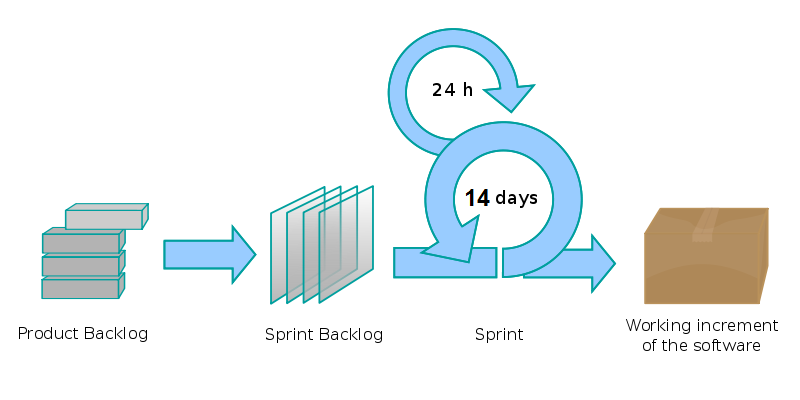 24 h
14 days
Product Backlog
Sprint Backlog
Sprint
Working increment
of the software